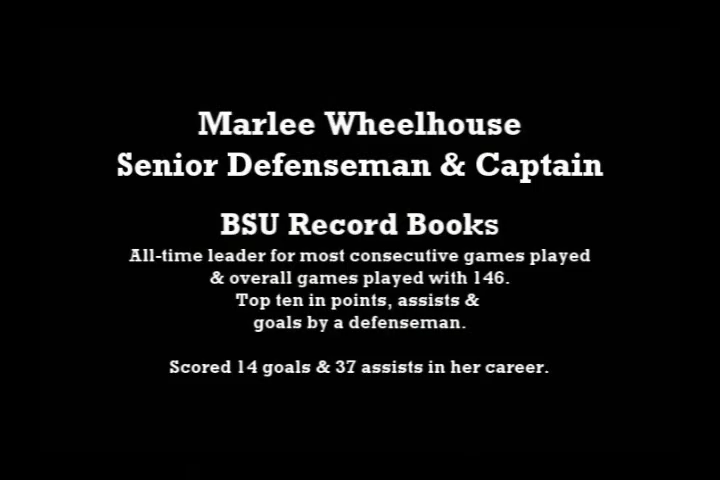 Marlee Wheelhouse
Senior Defenseman & Captain
BSU Record Books
All-time leader for most consecutive games played
& overall games played with 146.
Top ten in points, assists &
goals by a defenseman.
Scored 14 goals & 37 assists in her career.